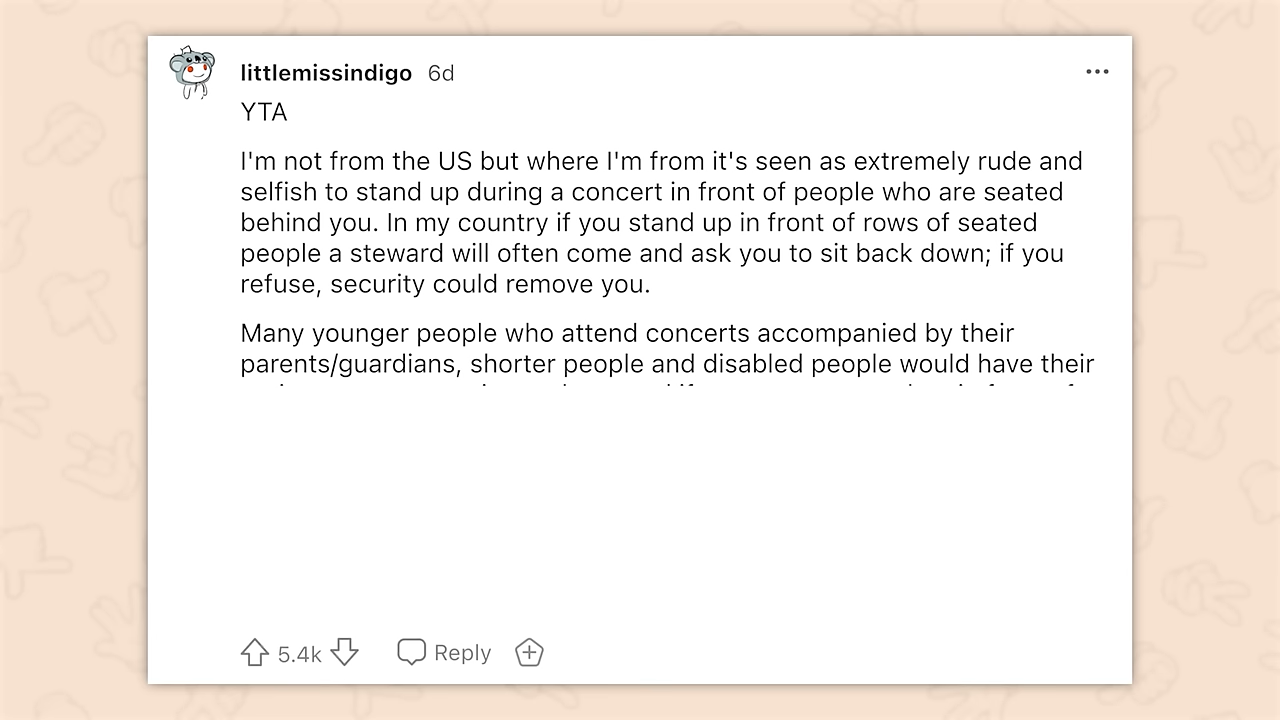 littlemissindigo 6d
YTA
I'm not from the US but where I'm from it's seen as extremely rude and
selfish to stand up during a concert in front of people who are seated
behind you. In my country if you stand up in front of rows of seated
people a steward will often come and ask you to sit back down; if you
refuse, security could remove you.
Many younger people who attend concerts accompanied by their
parents/guardians, shorter people and disabled people would have their
5.4k Reply